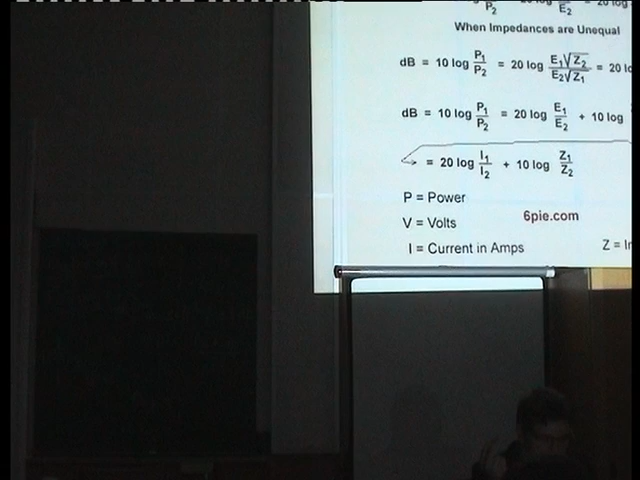 P₂ E₂
When Impedances are Unequal
dB = 10 log P₁/P₂ = 20 log E₁√Z₂/E₂√Z₁ = 20 lo
dB = 10 log P₁/P₂ = 20 log E₁/E₂ + 10 log
= 20 log I₁/I₂ + 10 log Z₁/Z₂
P = Power
V = Volts 6pie.com
I = Current in Amps Z = Ir